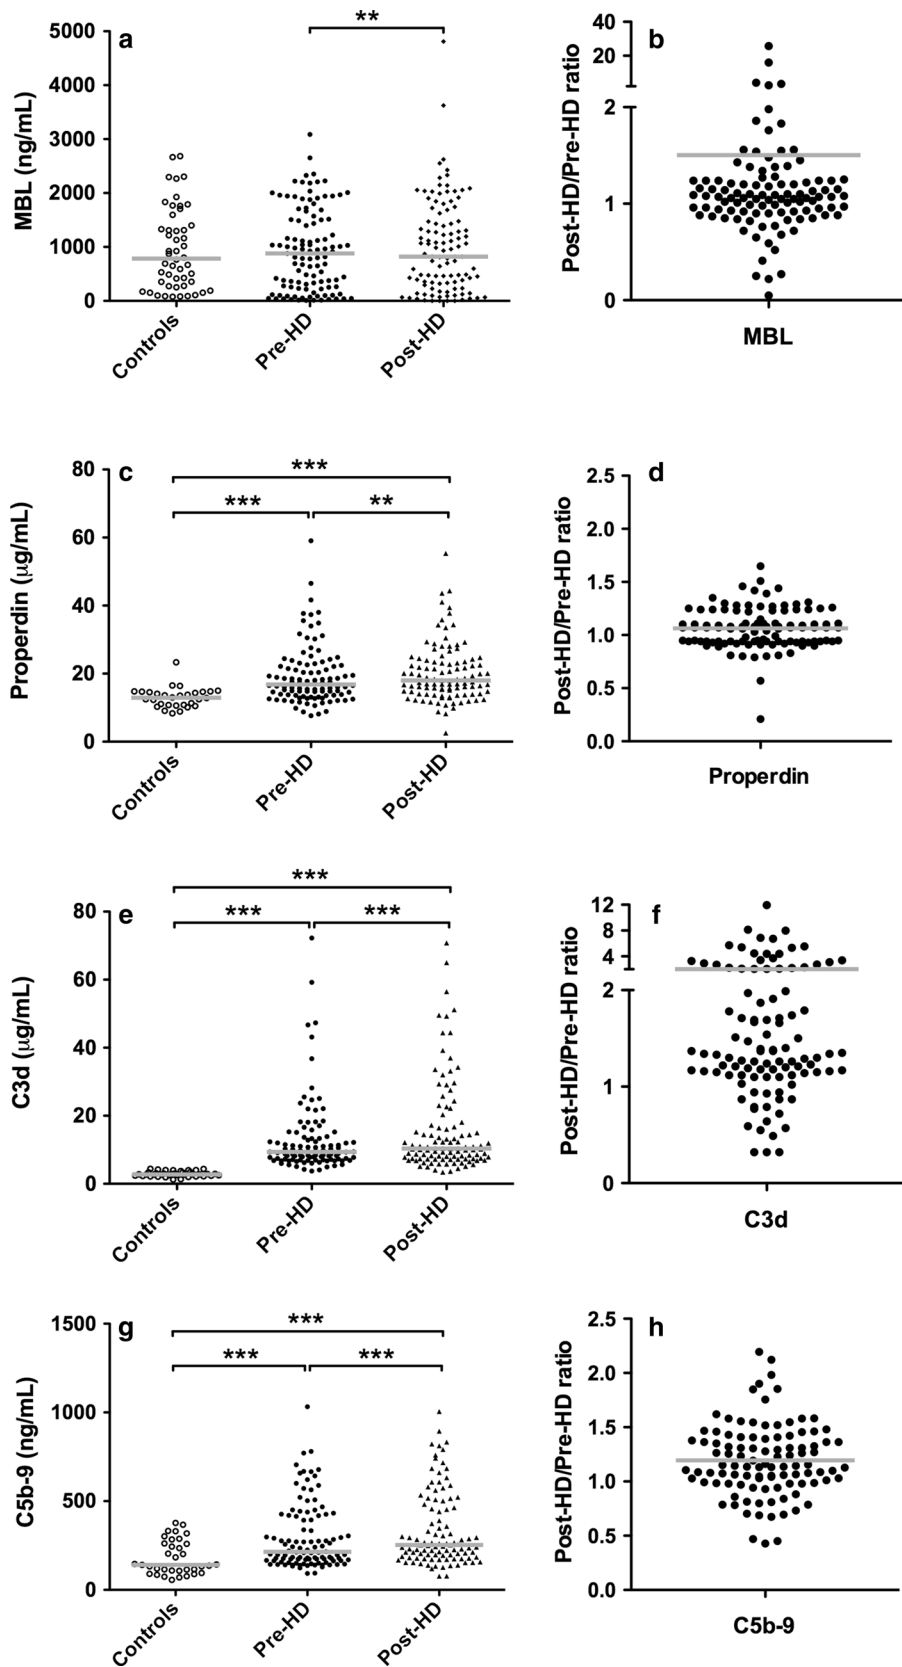 a
**
MBL (ng/mL)
5000
4000
3000
2000
1000
0
Controls
Pre-HD
Post-HD
b
Post-HD/Pre-HD ratio
40
20
2
1
0
MBL
c
***
***
**
Properdin (µg/mL)
80
60
40
20
0
Controls
Pre-HD
Post-HD
d
Post-HD/Pre-HD ratio
2.5
2.0
1.5
1.0
0.5
0.0
Properdin
e
***
***
***
C3d (µg/mL)
80
60
40
20
0
Controls
Pre-HD
Post-HD
f
Post-HD/Pre-HD ratio
12
8
4
2
1
0
C3d
g
***
***
***
C5b-9 (ng/mL)
1500
1000
500
0
Controls
Pre-HD
Post-HD
h
Post-HD/Pre-HD ratio
2.5
2.0
1.5
1.0
0.5
0.0
C5b-9